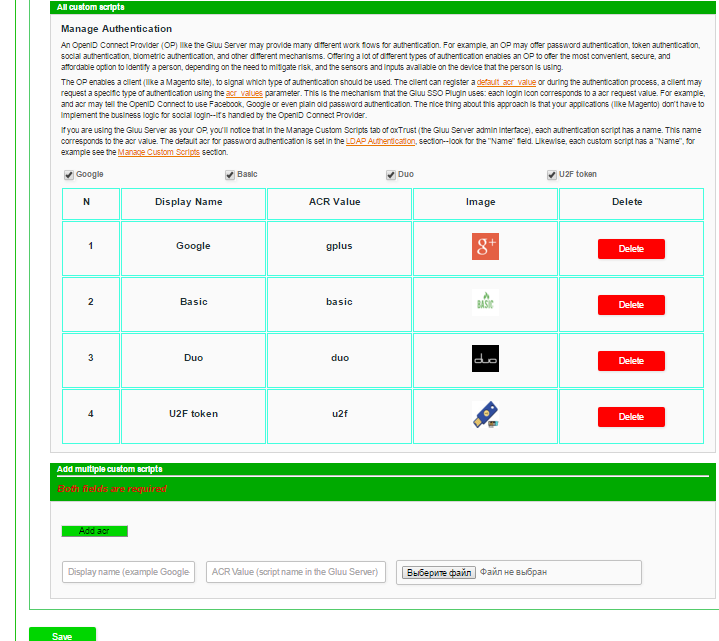 All custom scripts
Manage Authentication
An OpenID Connect Provider (OP) like the Gluu Server may provide many different work flows for authentication. For example, an OP may offer password authentication, token authentication,
social authentication, biometric authentication, and other different mechanisms. Offering a lot of different types of authentication enables an OP to offer the most convenient, secure, and
affordable option to identify a person, depending on the need to mitigate risk, and the sensors and inputs available on the device that the person is using.
The OP enables a client (like a Magento site), to signal which type of authentication should be used. The client can register a default_acr_value or during the authentication process, a client may
request a specific type of authentication using the acr_values parameter. This is the mechanism that the Gluu SSO Plugin uses: each login icon corresponds to a acr request value. For example,
and acr may tell the OpenID Connect to use Facebook, Google or even plain old password authentication. The nice thing about this approach is that your applications (like Magento) don't have to
implement the business logic for social login--it's handled by the OpenID Connect Provider.
If you are using the Gluu Server as your OP, you'll notice that in the Manage Custom Scripts tab of oxTrust (the Gluu Server admin interface), each authentication script has a name. This name
corresponds to the acr value. The default acr for password authentication is set in the LDAP Authentication, section--look for the "Name" field. Likewise, each custom script has a "Name", for
example see the Manage Custom Scripts section.
Google Basic Duo U2F token
N Display Name ACR Value Image Delete
1 Google gplus g+ Delete
2 Basic basic BASIC Delete
3 Duo duo duo Delete
4 U2F token u2f Delete
Add multiple custom scripts
Both fields are required
Add acr
Display name (example Google ACR Value (script name in the Gluu Server) Выберите файл Файл не выбран
Save